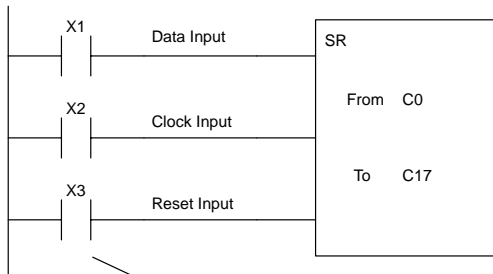 X1
Data Input
SR
From C0
X2
Clock Input
To C17
X3
Reset Input